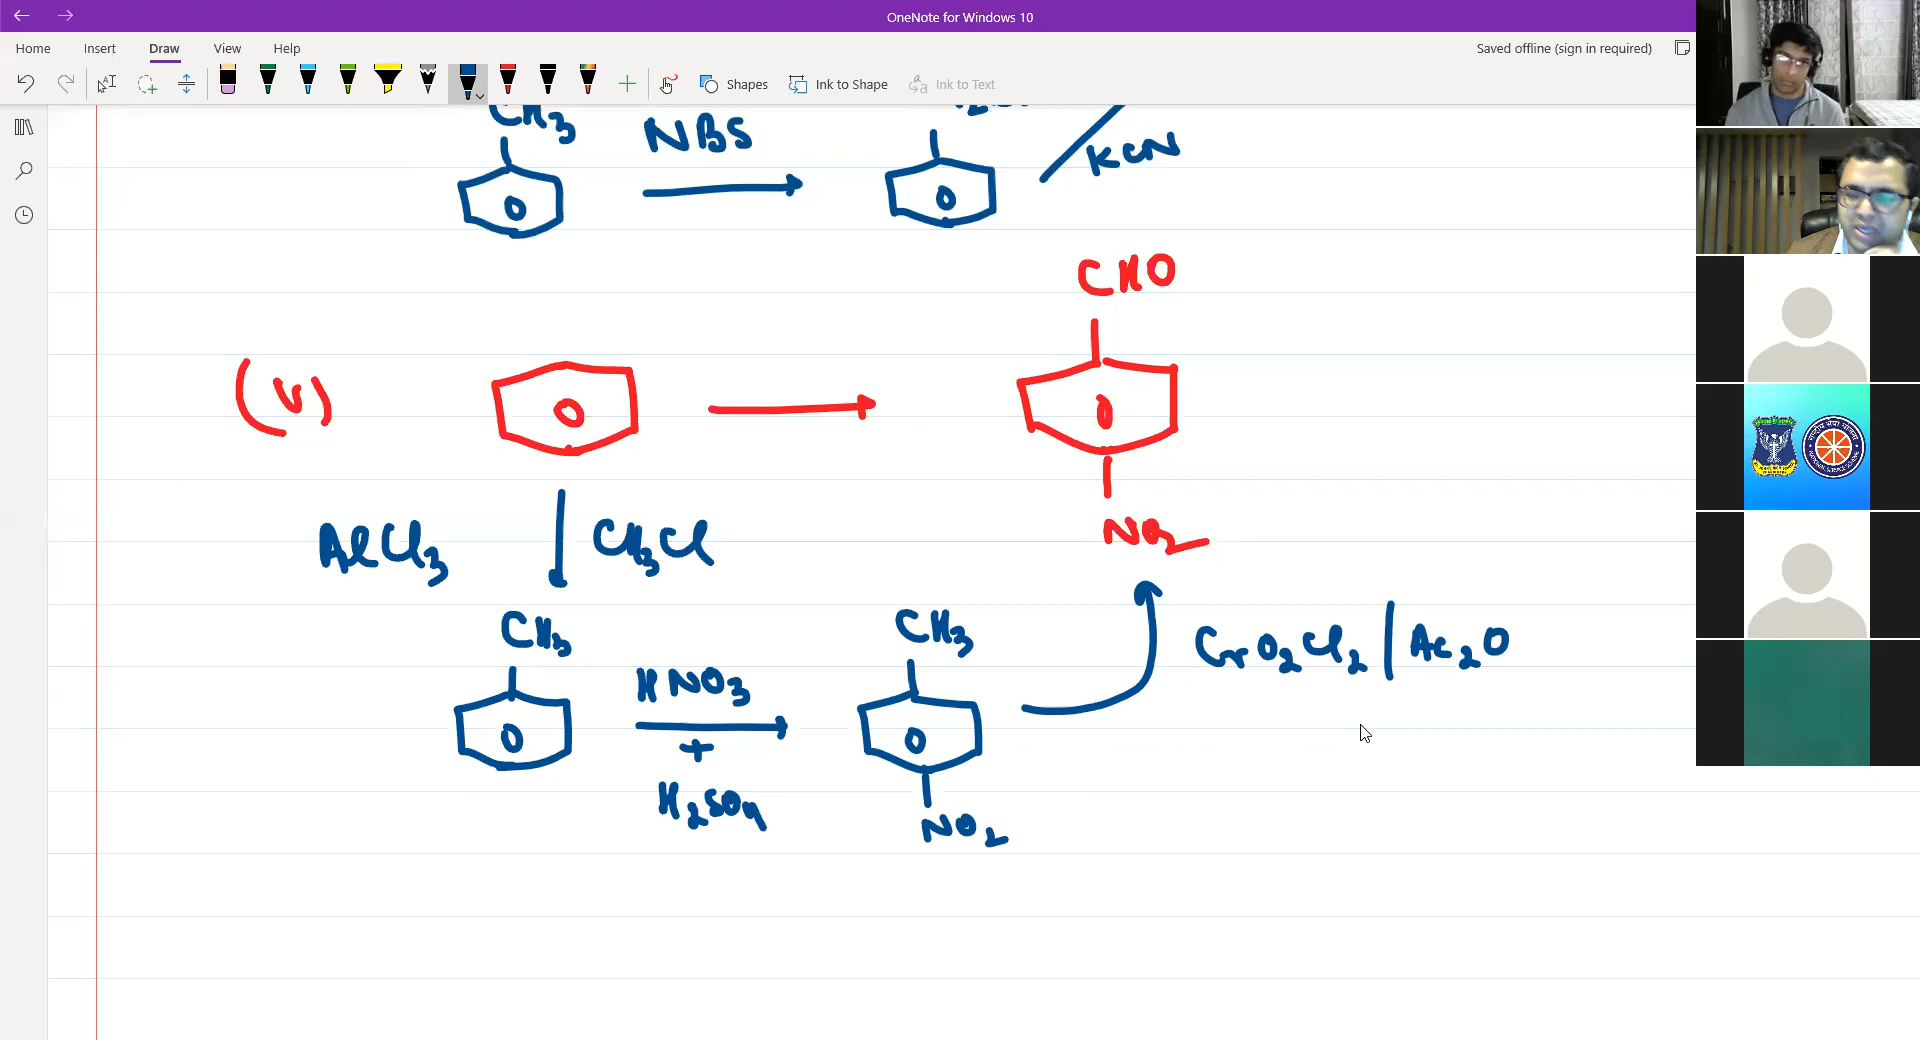 OneNote for Windows 10
Home Insert Draw View Help
Saved offline (sign in required)
Shapes Ink to Shape Ink to Text
CH3 NBS
KCN
CHO
(v)
NO2
AlCl3 CH3Cl
CH3 CH3
CrO2Cl2 | Ac2O
HNO3
+
H2SO4
NO2